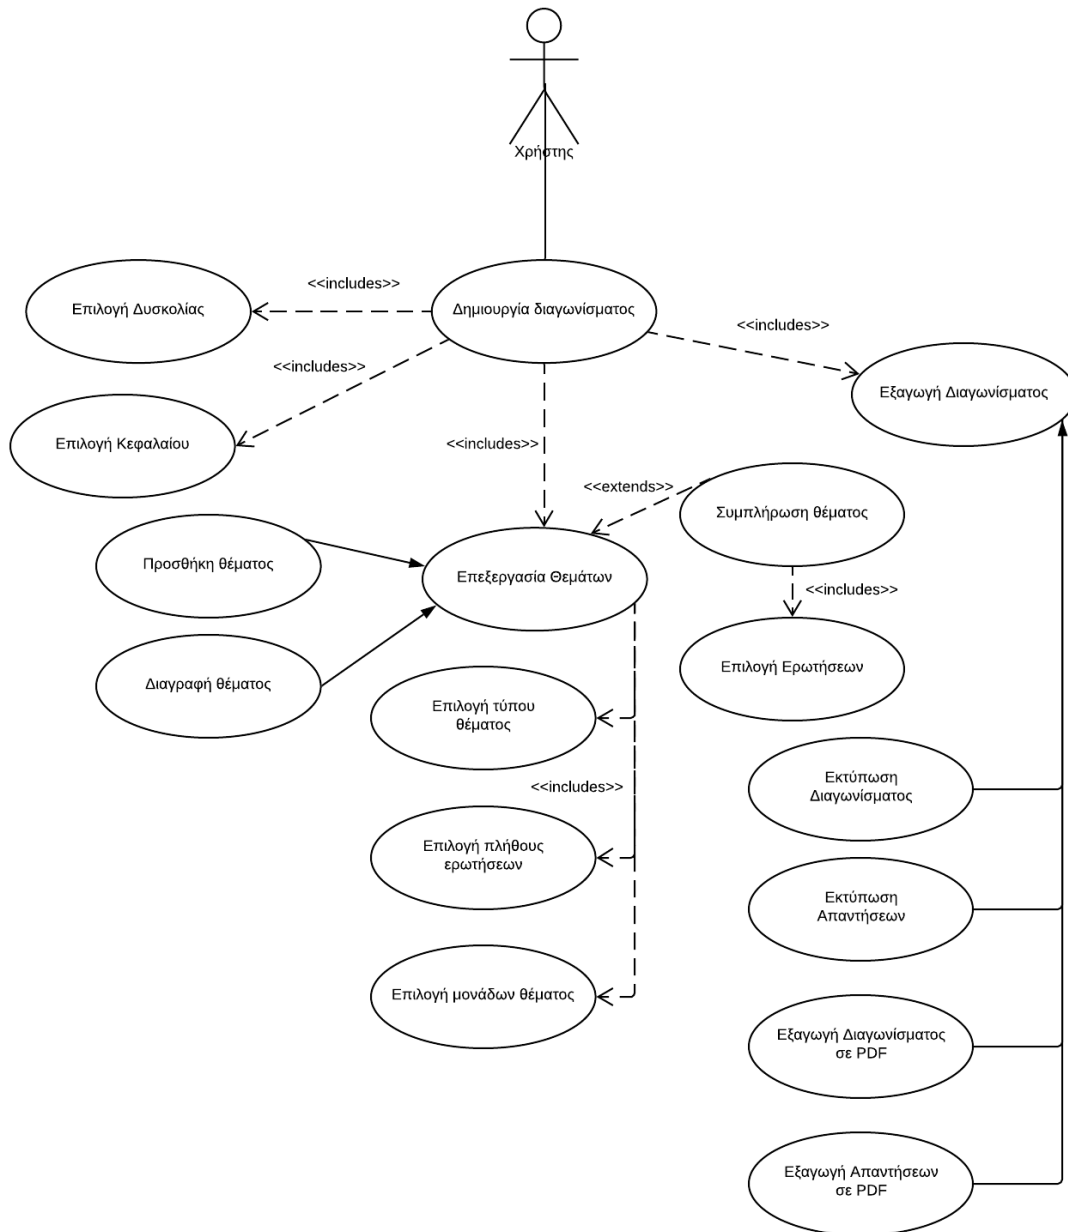 Χρήστης
<<includes>>
Επιλογή Δυσκολίας
Δημιουργία διαγωνίσματος
<<includes>>
<<includes>>
Εξαγωγή Διαγωνίσματος
Επιλογή Κεφαλαίου
<<includes>>
<<extends>>
Συμπλήρωση θέματος
Προσθήκη θέματος
Επεξεργασία Θεμάτων
<<includes>>
Διαγραφή θέματος
Επιλογή Ερωτήσεων
Επιλογή τύπου
θέματος
<<includes>>
Εκτύπωση
Διαγωνίσματος
Επιλογή πλήθους
ερωτήσεων
Εκτύπωση
Απαντήσεων
Επιλογή μονάδων θέματος
Εξαγωγή Διαγωνίσματος
σε PDF
Εξαγωγή Απαντήσεων
σε PDF